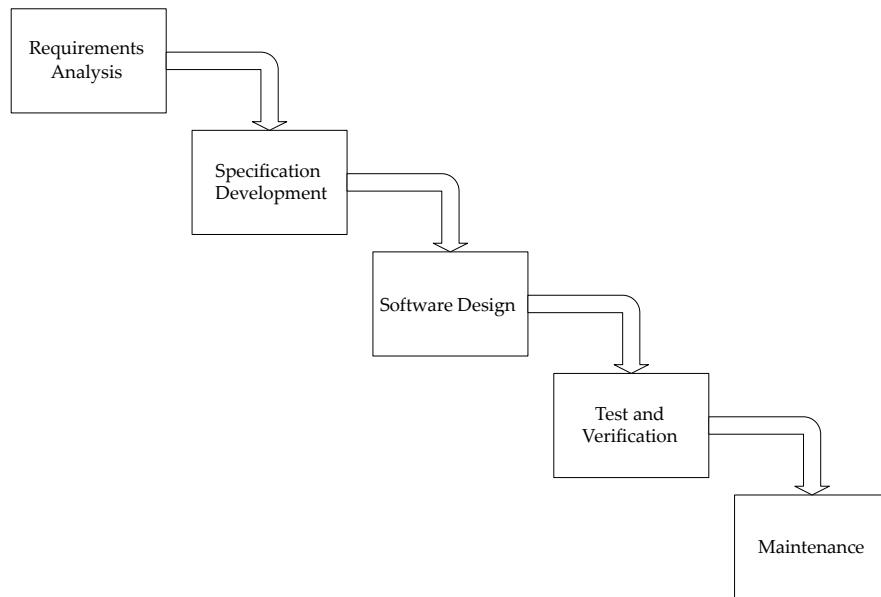 Requirements
Analysis
Specification
Development
Software Design
Test and
Verification
Maintenance